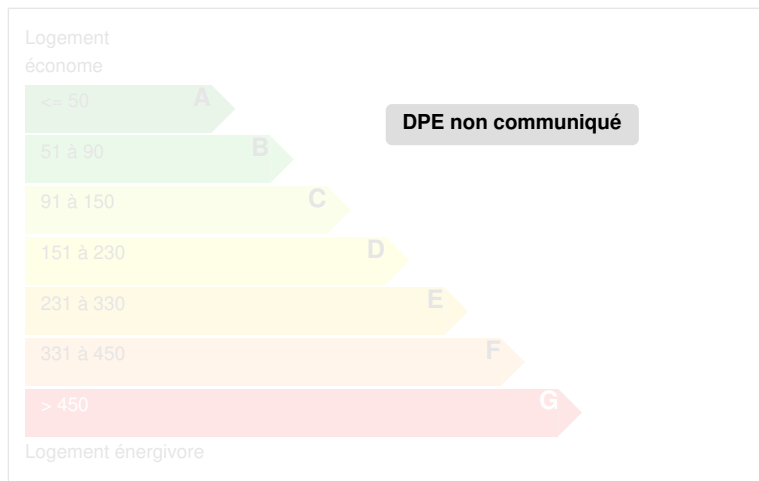 Logement
économe
<= 50 A
DPE non communiqué
51 à 90 B
91 à 150 C
151 à 230 D
231 à 330 E
331 à 450 F
> 450 G
Logement énergivore